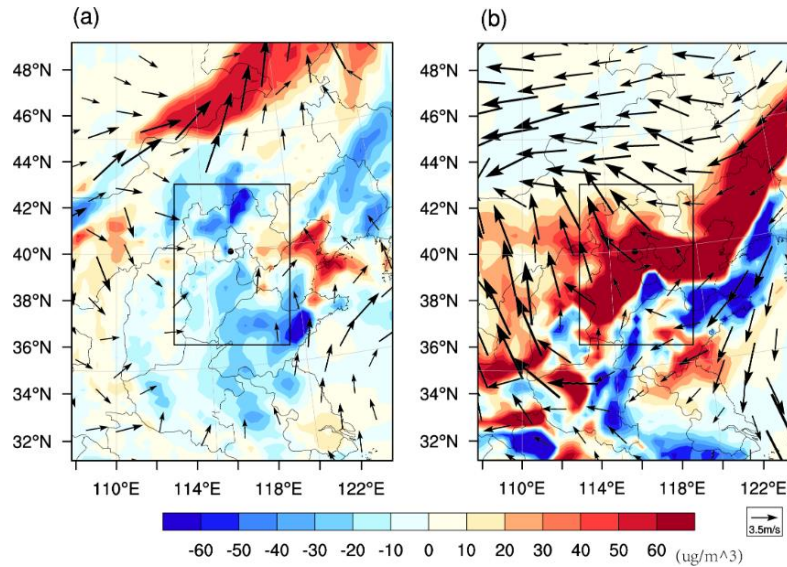 (a) (b)
48°N 48°N
46°N 46°N
44°N 44°N
42°N 42°N
40°N 40°N
38°N 38°N
36°N 36°N
34°N 34°N
32°N 32°N
110°E 114°E 118°E 122°E 110°E 114°E 118°E 122°E
3.5m/s
-60 -50 -40 -30 -20 -10 0 10 20 30 40 50 60 (ug/m^3)